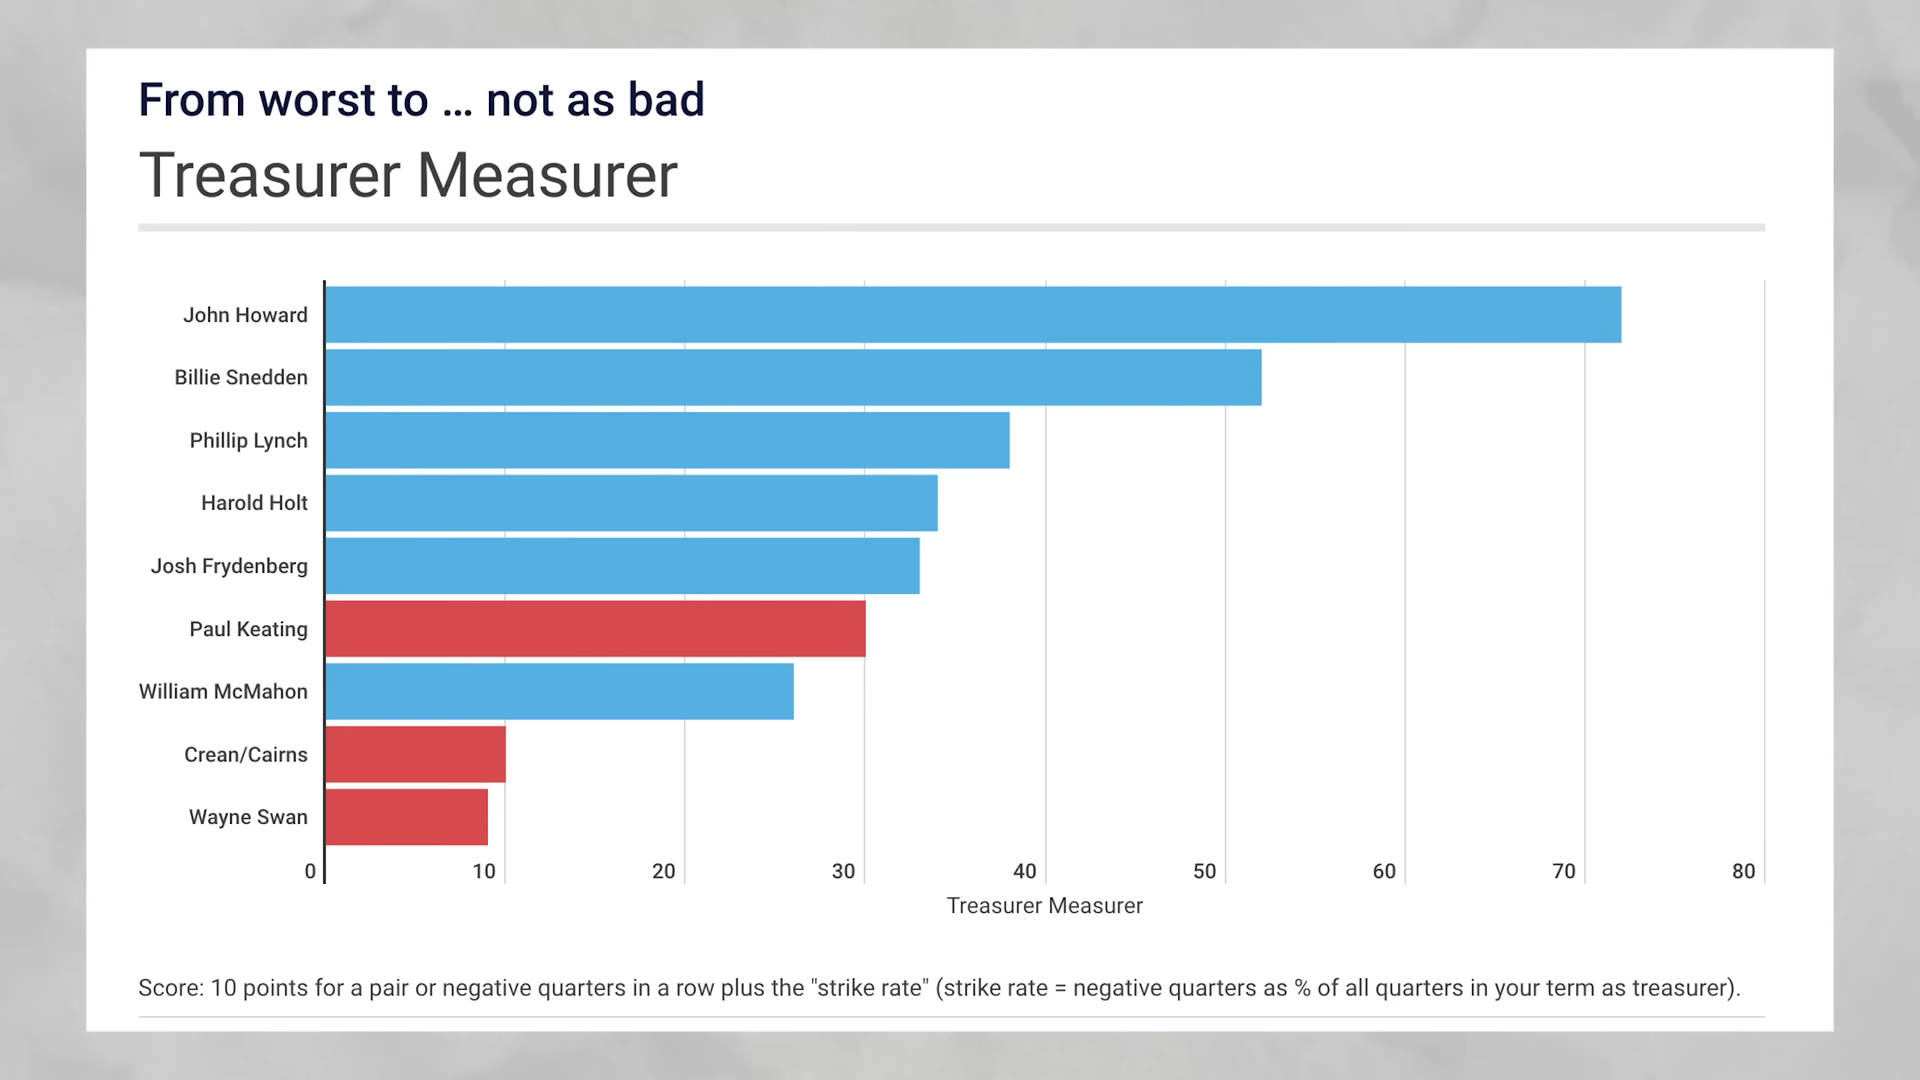 From worst to ... not as bad
Treasurer Measurer
John Howard
Billie Snedden
Phillip Lynch
Harold Holt
Josh Frydenberg
Paul Keating
William McMahon
Crean/Cairns
Wayne Swan
0 10 20 30 40 50 60 70 80
Treasurer Measurer
Score: 10 points for a pair or negative quarters in a row plus the "strike rate" (strike rate = negative quarters as % of all quarters in your term as treasurer).